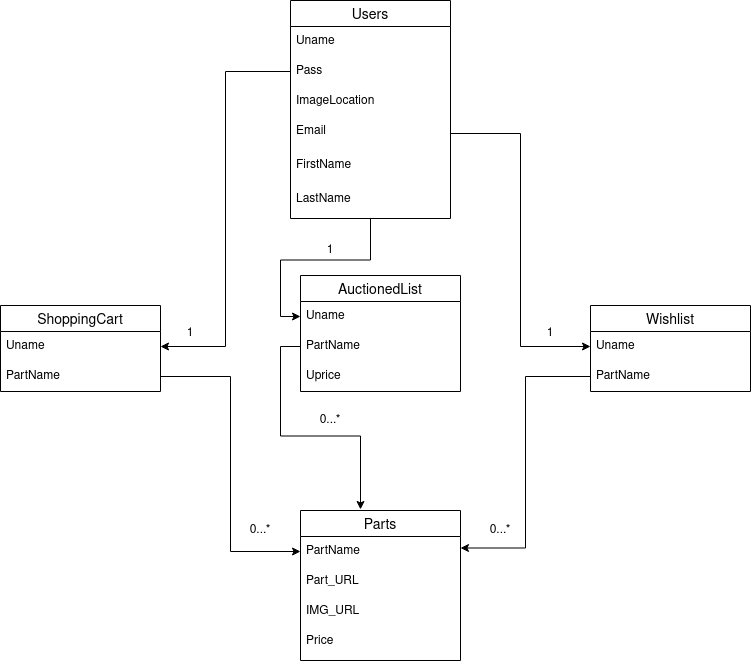 Users
Uname
Pass
ImageLocation
Email
FirstName
LastName
1
AuctionedList
Uname
PartName
Uprice
ShoppingCart
Uname
PartName
1
Wishlist
Uname
PartName
1
0...*
0...*
0...*
Parts
PartName
Part_URL
IMG_URL
Price